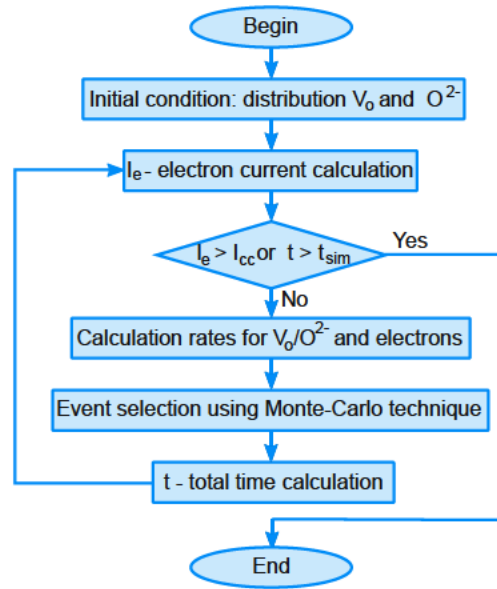 Begin
Initial condition: distribution Vo and O²⁻
Ie - electron current calculation
Ie > Icc or t > tsim
Yes
No
Calculation rates for Vo/O²⁻ and electrons
Event selection using Monte-Carlo technique
t - total time calculation
End